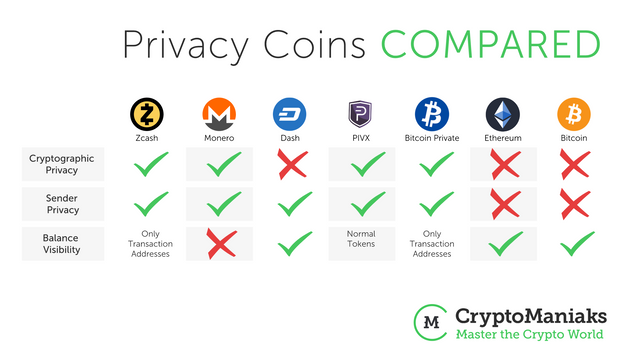 Privacy Coins COMPARED
Zcash Monero Dash PIVX Bitcoin Private Ethereum Bitcoin
Cryptographic
Privacy
Sender
Privacy
Balance
Visibility
Only
Transaction
Addresses
Normal
Tokens
Only
Transaction
Addresses
M
CryptoManiaks
Master the Crypto World